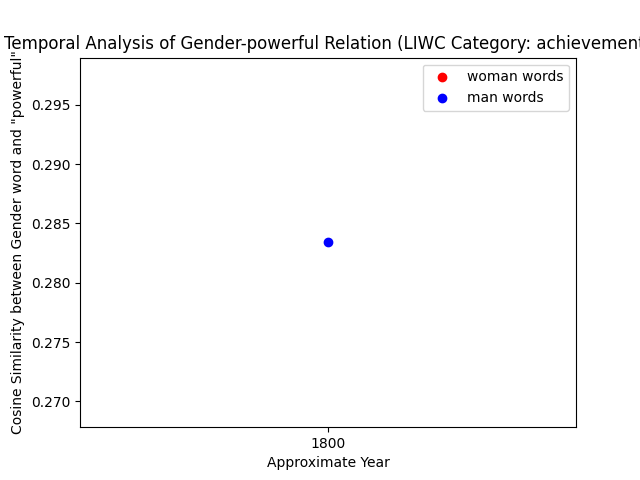 Temporal Analysis of Gender-powerful Relation (LIWC Category: achievement
woman words
man words
Cosine Similarity between Gender word and "powerful"
0.295
0.290
0.285
0.280
0.275
0.270
1800
Approximate Year